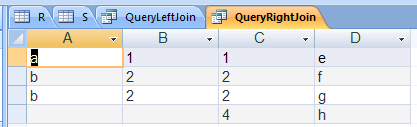 R S QueryLeftJoin QueryRightJoin
A B C D
a 1 1 e
b 2 2 f
b 2 2 g
4 h